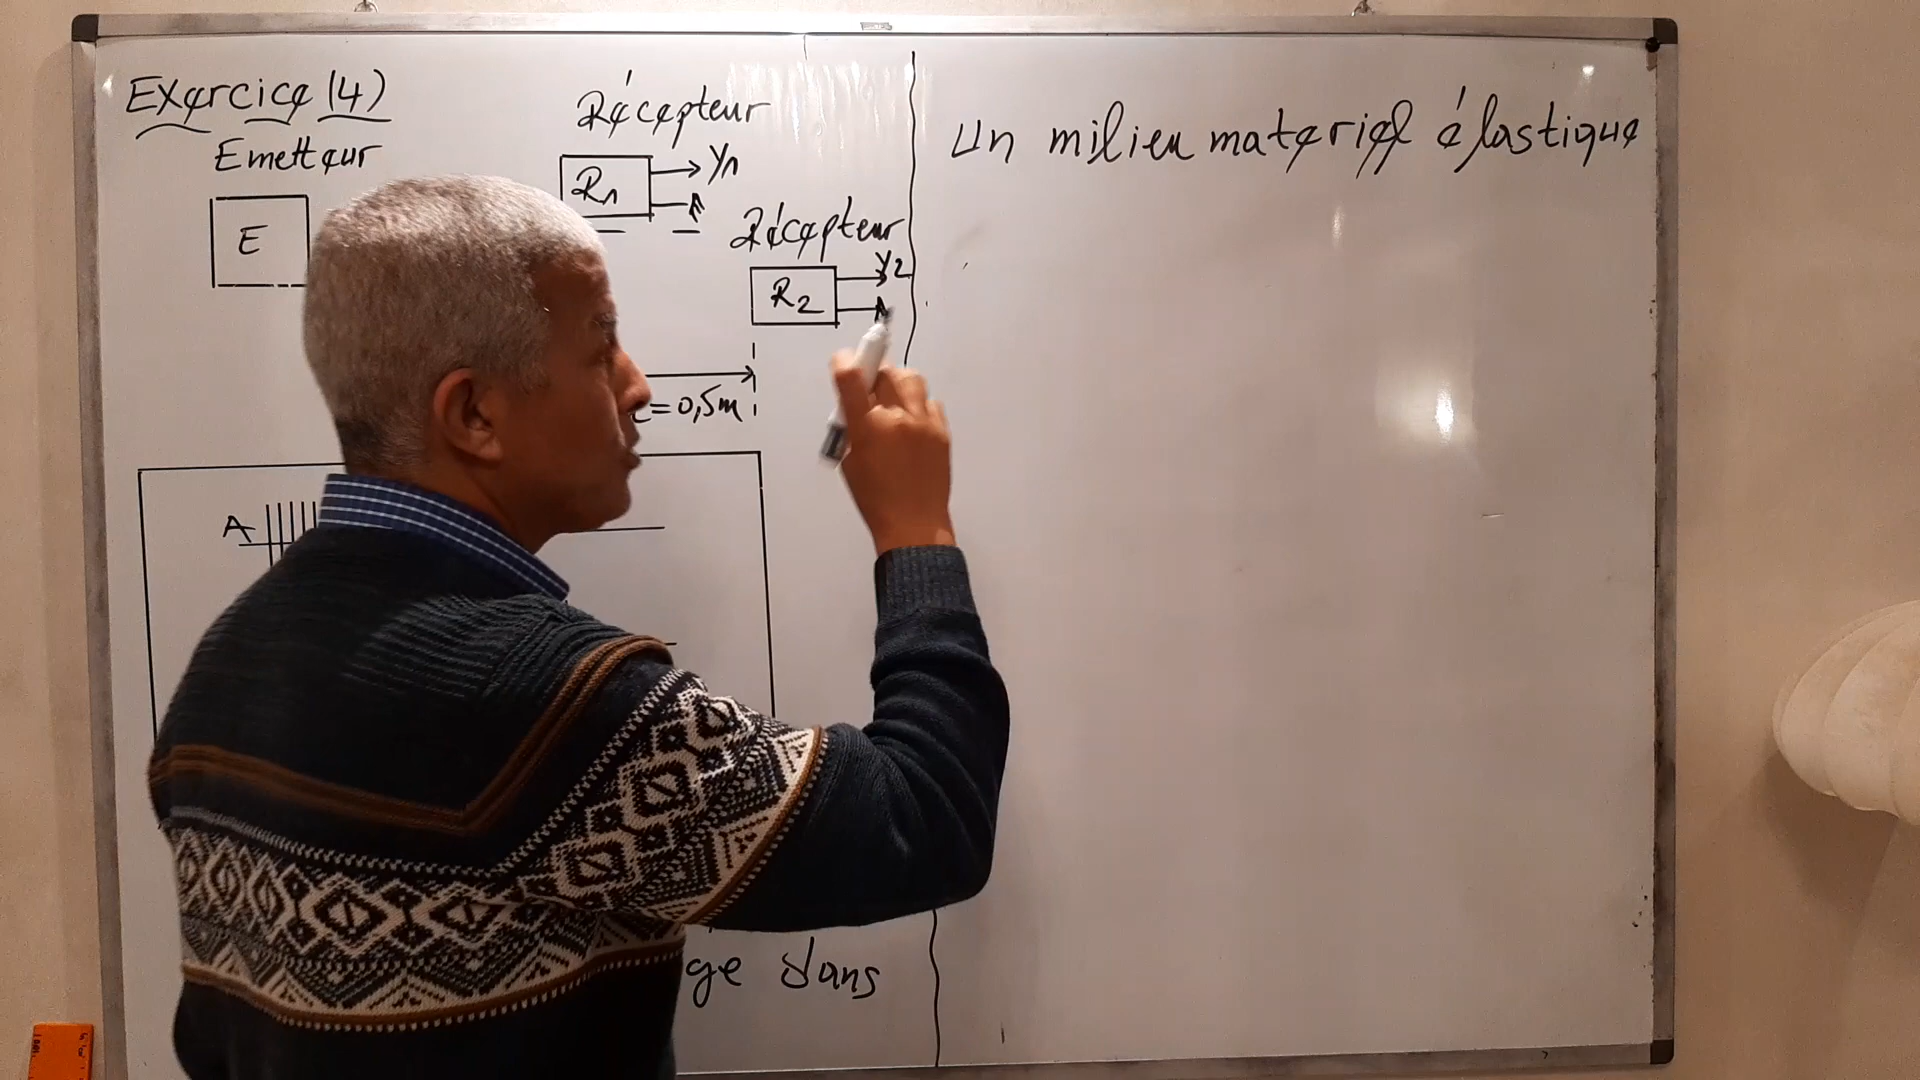 Exercice (4)
Emetteur
E
Récepteur
R1
Y1
Récepteur
R2
Y2
= 0,5m
A
ge dans
Un milieu materiel élastique